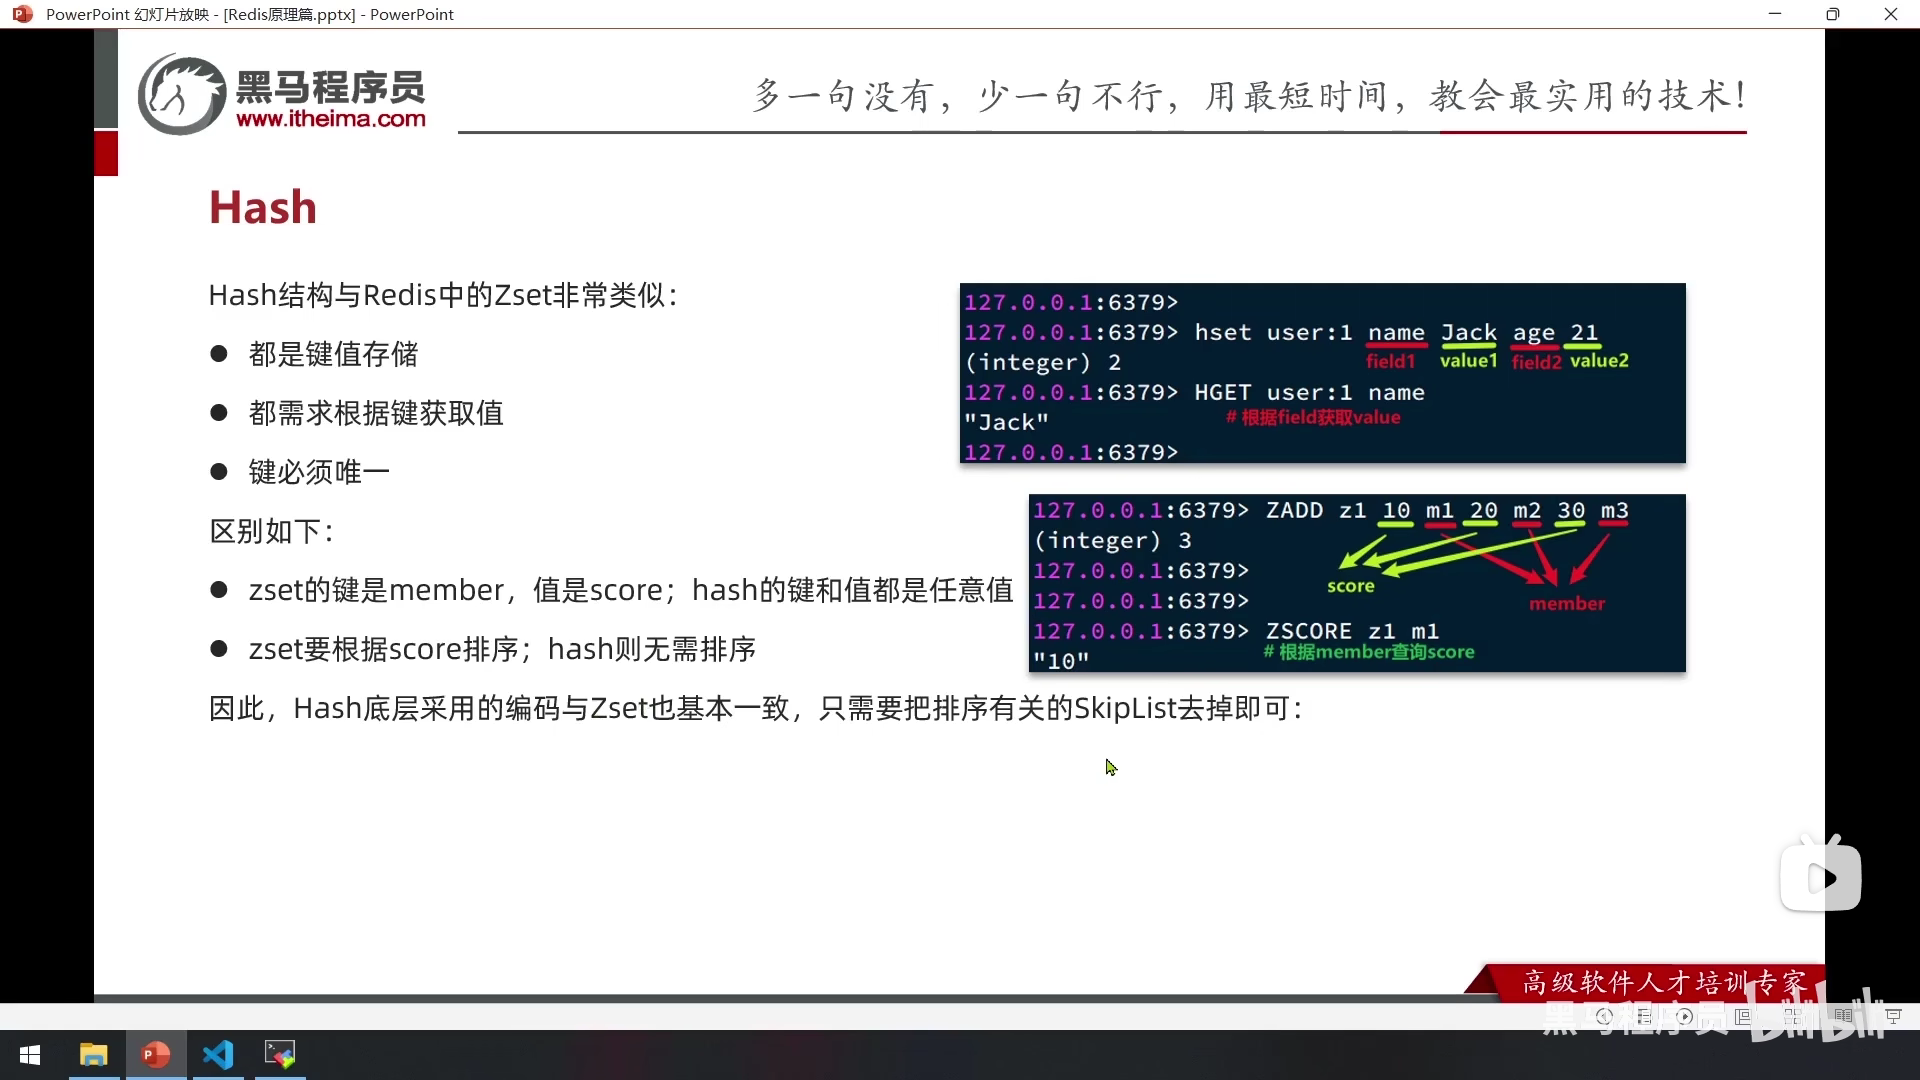 PowerPoint 幻灯片放映 - [Redis原理篇.pptx] - PowerPoint
黑马程序员
www.itheima.com
多一句没有，少一句不行，用最短时间，教会最实用的技术！
Hash
Hash结构与Redis中的Zset非常类似：
都是键值存储
都需求根据键获取值
键必须唯一
区别如下：
zset的键是member，值是score；hash的键和值都是任意值
zset要根据score排序；hash则无需排序
因此，Hash底层采用的编码与Zset也基本一致，只需要把排序有关的SkipList去掉即可：
127.0.0.1:6379>
127.0.0.1:6379> hset user:1 name Jack age 21
(integer) 2
field1 value1 field2 value2
127.0.0.1:6379> HGET user:1 name
"Jack"
# 根据field获取value
127.0.0.1:6379>
127.0.0.1:6379> ZADD z1 10 m1 20 m2 30 m3
(integer) 3
127.0.0.1:6379>
score
127.0.0.1:6379>
member
127.0.0.1:6379> ZSCORE z1 m1
# 根据member查询score
"10"
高级软件人才培训专家
黑马程序员 bilibili